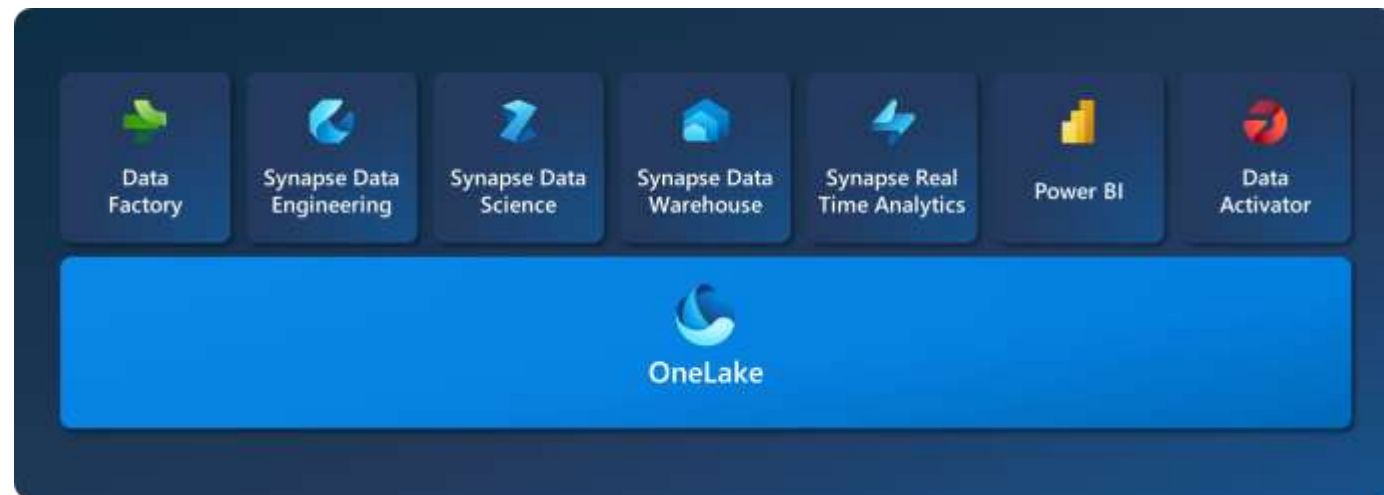 Data
Factory
Synapse Data
Engineering
Synapse Data
Science
Synapse Data
Warehouse
Synapse Real
Time Analytics
Power BI
Data
Activator
OneLake